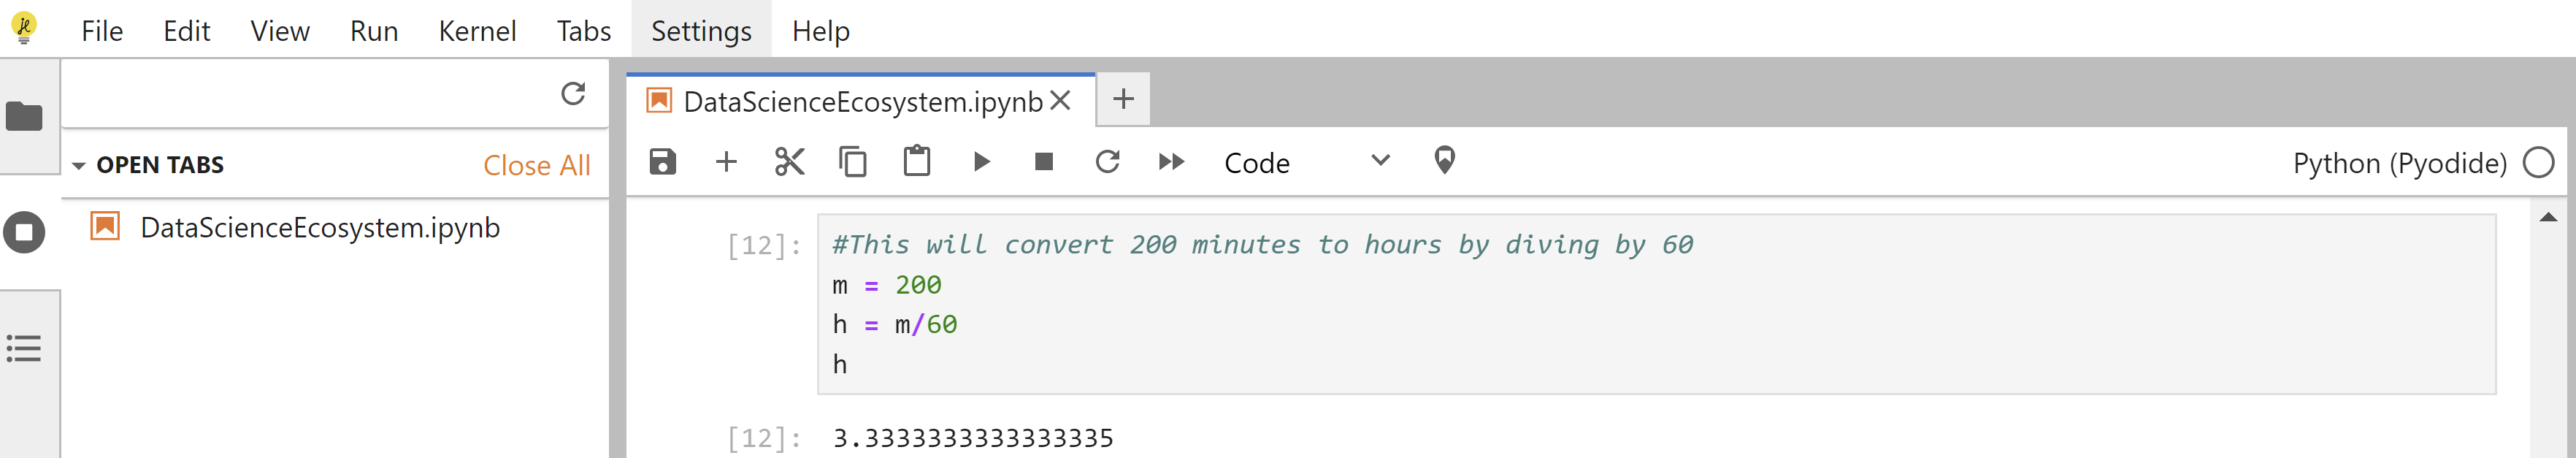 File Edit View Run Kernel Tabs Settings Help
OPEN TABS Close All
DataScienceEcosystem.ipynb
DataScienceEcosystem.ipynb
Code Python (Pyodide)
[12]: #This will convert 200 minutes to hours by diving by 60
m = 200
h = m/60
h
[12]: 3.3333333333333335